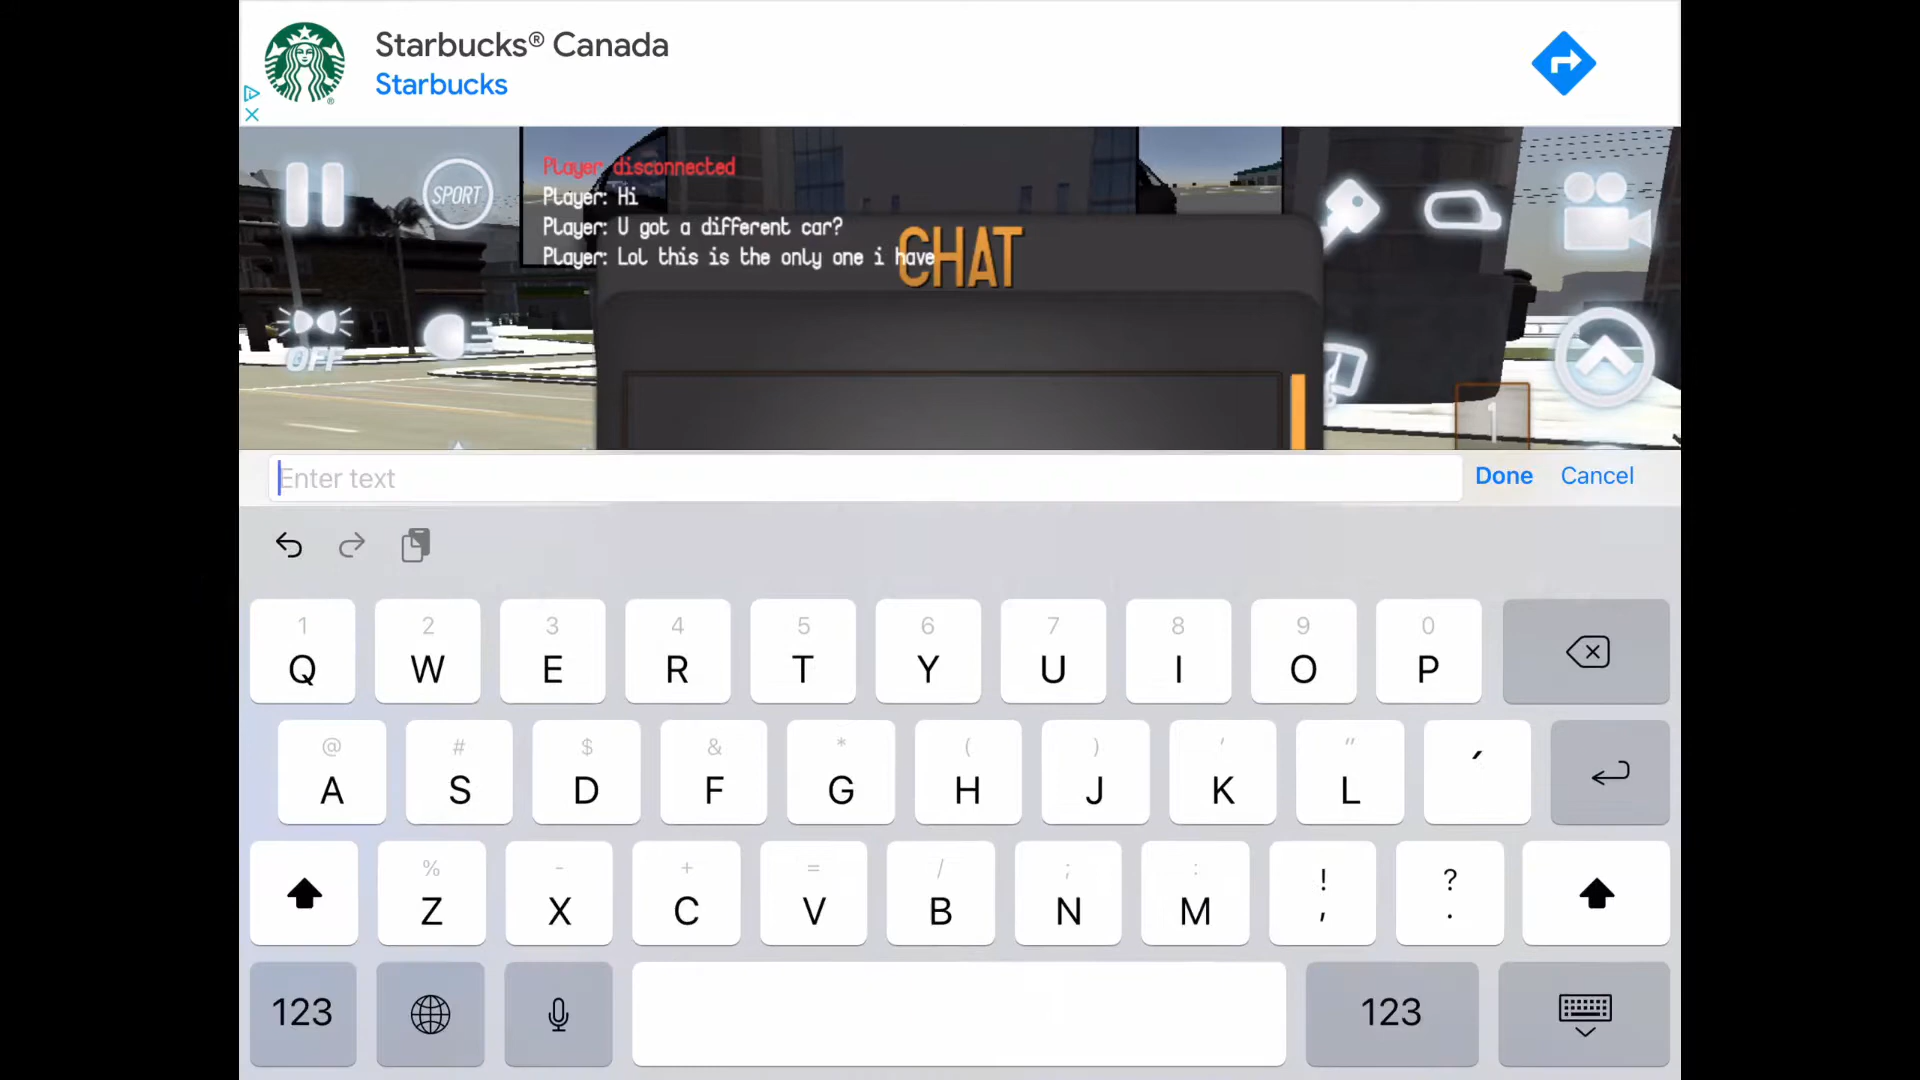 Starbucks® Canada
Starbucks
SPORT
Player disconnected
Player: Hi
Player: U got a different car?
Player: Lol this is the only one i have
CHAT
OFF
1
Enter text
Done
Cancel
1 2 3 4 5 6 7 8 9 0
Q W E R T Y U I O P
@ # $ & * ( ) ' "
A S D F G H J K L ´
% - + = / ; : ! ?
Z X C V B N M , .
123
123